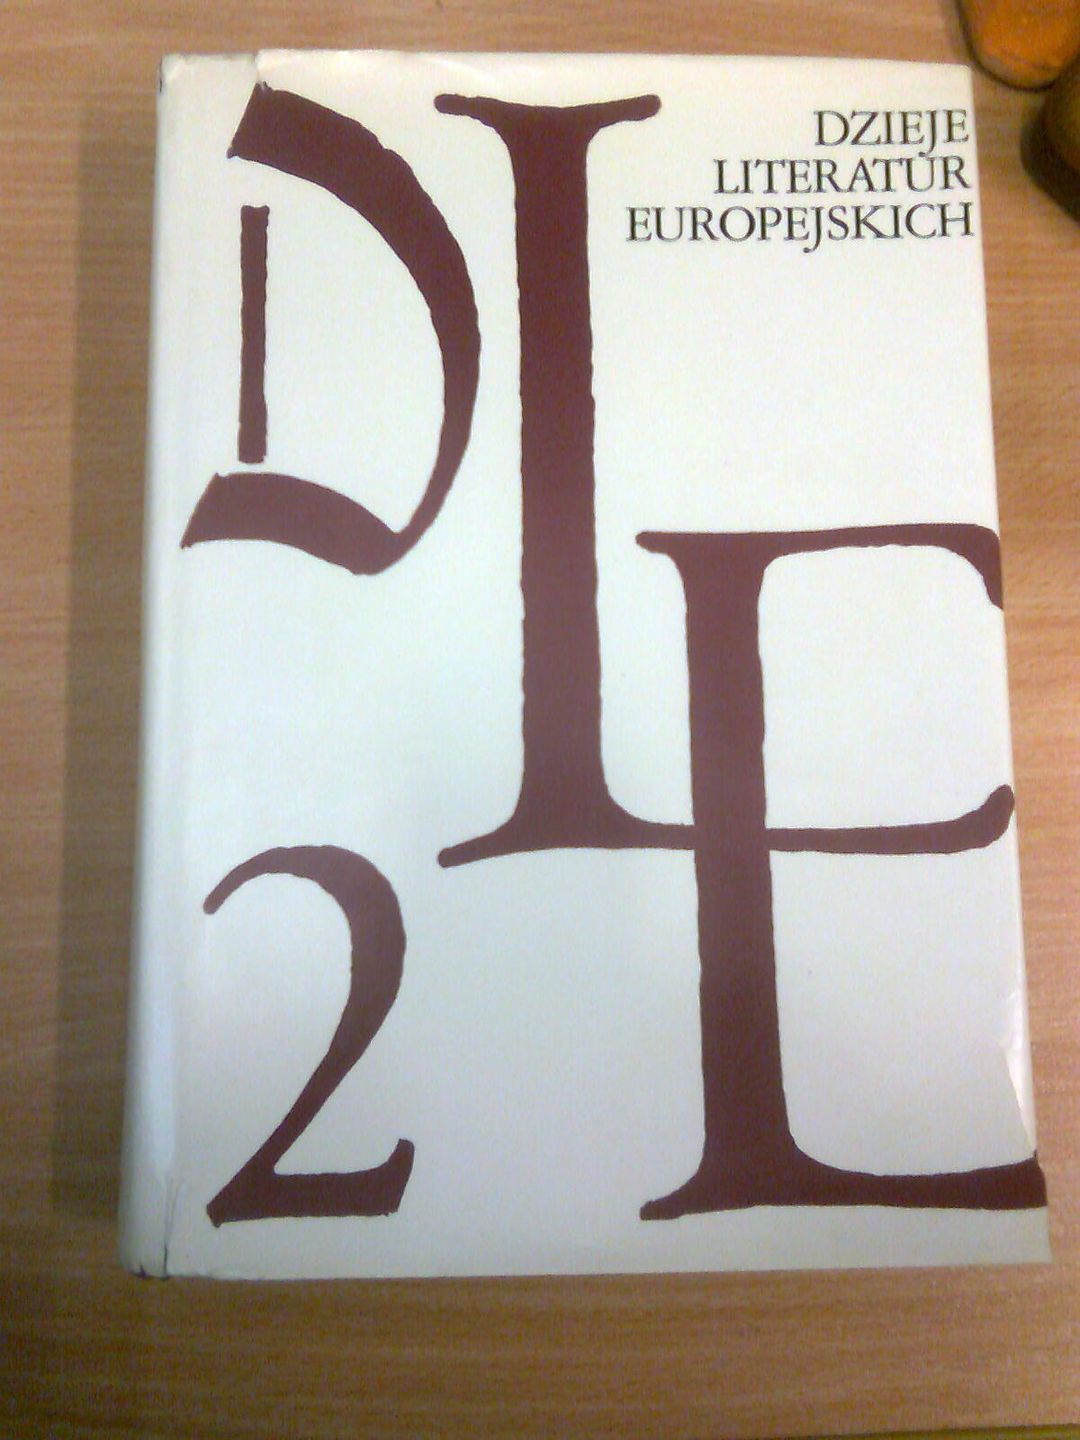 DZIEJE
LITERATUR
EUROPEJSKICH
DLE
2